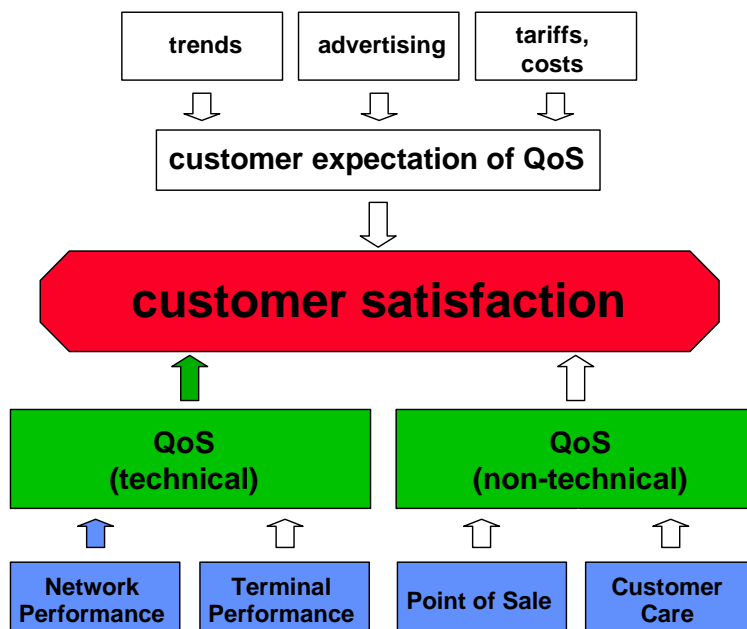 trends
advertising
tariffs,
costs
customer expectation of QoS
customer satisfaction
QoS
(technical)
QoS
(non-technical)
Network
Performance
Terminal
Performance
Point of Sale
Customer
Care